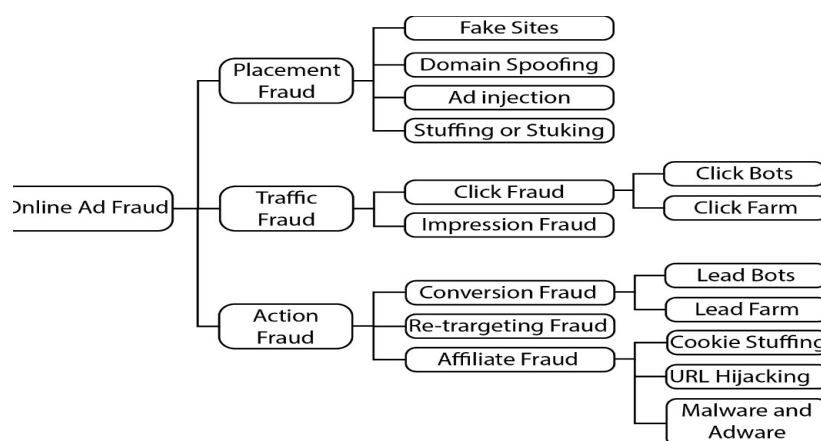 Online Ad Fraud
Placement
Fraud
Fake Sites
Domain Spoofing
Ad injection
Stuffing or Stuking
Traffic
Fraud
Click Fraud
Click Bots
Click Farm
Impression Fraud
Action
Fraud
Conversion Fraud
Lead Bots
Lead Farm
Re-trargeting Fraud
Affiliate Fraud
Cookie Stuffing
URL Hijacking
Malware and
Adware